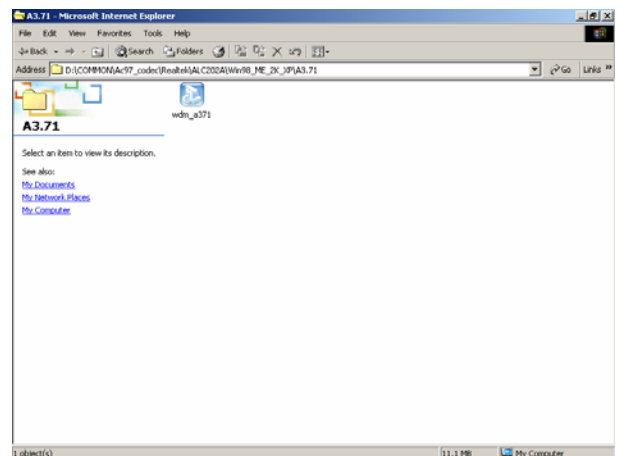 A3.71 - Microsoft Internet Explorer
File Edit View Favorites Tools Help
Back Search Folders
Address D:\COMMON\Ac97_codec\Realtek\ALC202A\Win98_ME_2K_XP\A3.71 Go Links »
wdm_a371
A3.71
Select an item to view its description.
See also:
My Documents
My Network Places
My Computer
1 object(s) 11.1 MB My Computer